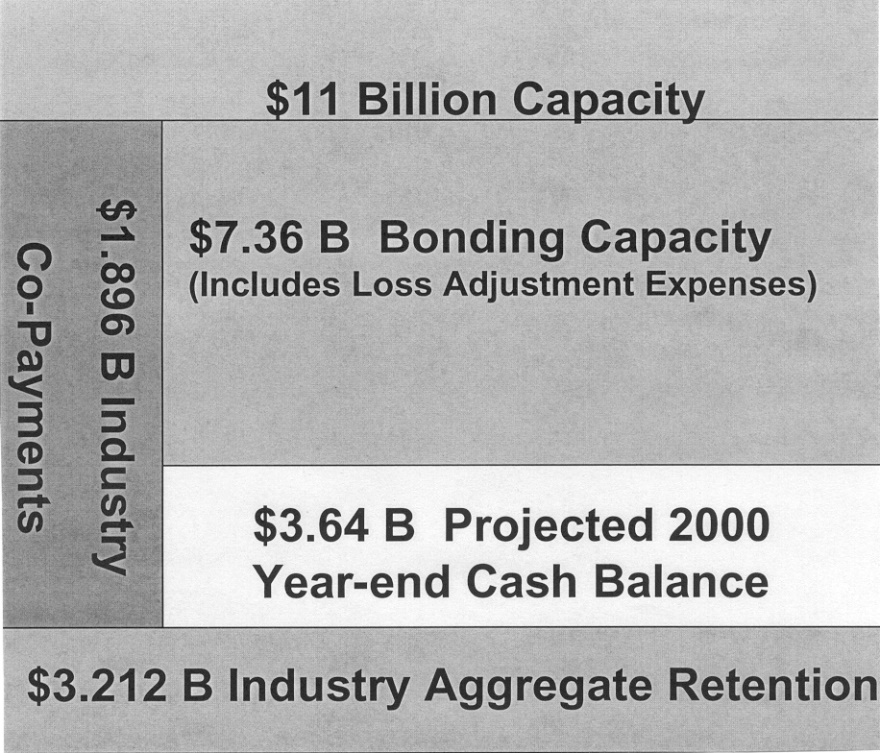 $11 Billion Capacity
$1.896 B Industry
Co-Payments
$7.36 B  Bonding Capacity
(Includes Loss Adjustment Expenses)
$3.64 B  Projected 2000
Year-end Cash Balance
$3.212 B Industry Aggregate Retention